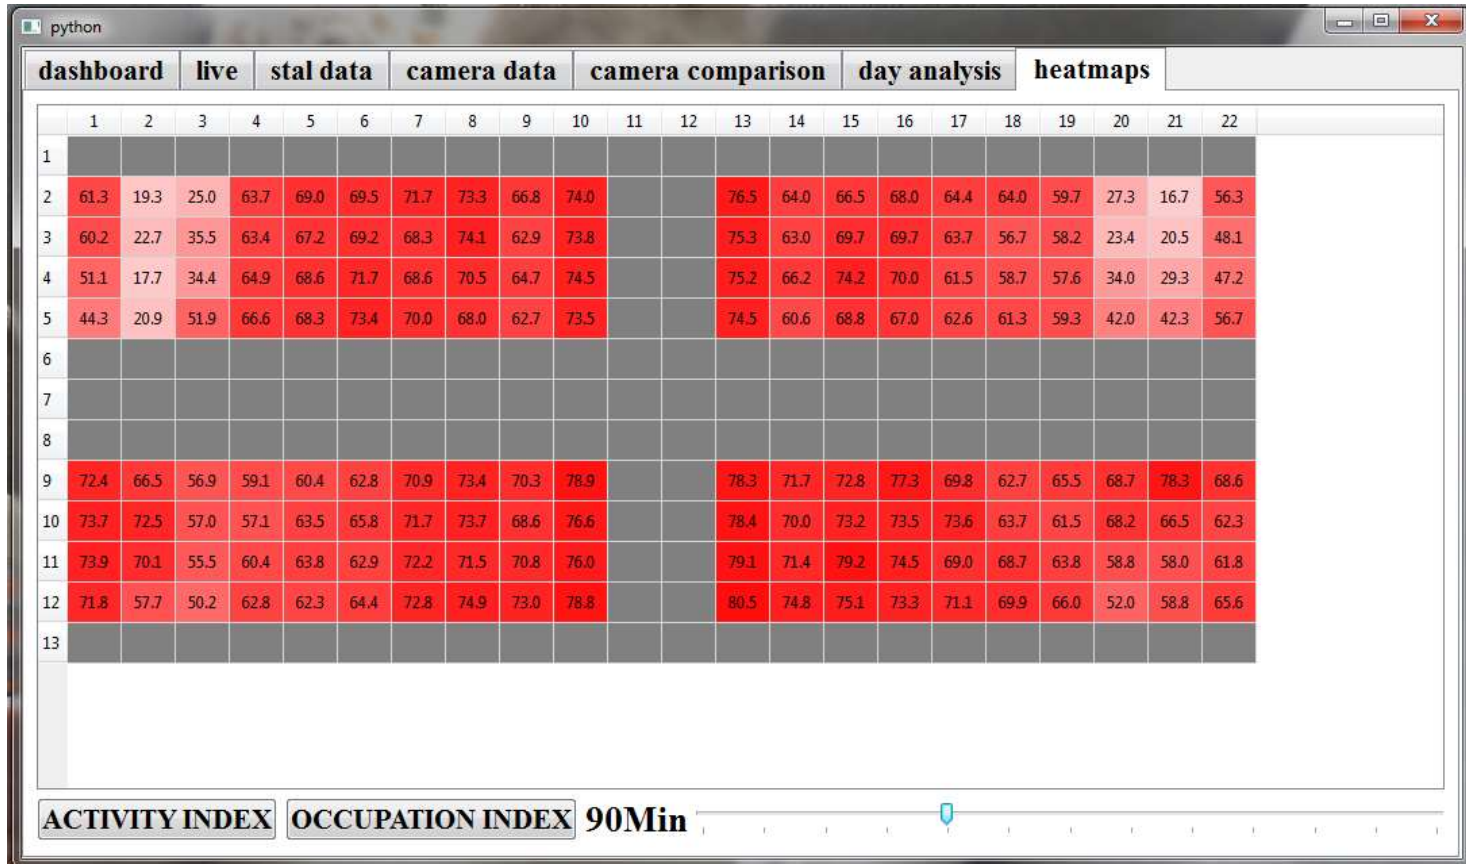 python
dashboard live stal data camera data camera comparison day analysis heatmaps
1 2 3 4 5 6 7 8 9 10 11 12 13 14 15 16 17 18 19 20 21 22
1
2 61.3 19.3 25.0 63.7 69.0 69.5 71.7 73.3 66.8 74.0 76.5 64.0 66.5 68.0 64.4 64.0 59.7 27.3 16.7 56.3
3 60.2 22.7 35.5 63.4 67.2 69.2 68.3 74.1 62.9 73.8 75.3 63.0 69.7 69.7 63.7 56.7 58.2 23.4 20.5 48.1
4 51.1 17.7 34.4 64.9 68.6 71.7 68.6 70.5 64.7 74.5 75.2 66.2 74.2 70.0 61.5 58.7 57.6 34.0 29.3 47.2
5 44.3 20.9 51.9 66.6 68.3 73.4 70.0 68.0 62.7 73.5 74.5 60.6 68.8 67.0 62.6 61.3 59.3 42.0 42.3 56.7
6
7
8
9 72.4 66.5 56.9 59.1 60.4 62.8 70.9 73.4 70.3 78.9 78.3 71.7 72.8 77.3 69.8 62.7 65.5 68.7 78.3 68.6
10 73.7 72.5 57.0 57.1 63.5 65.8 71.7 73.7 68.6 76.6 78.4 70.0 73.2 73.5 73.6 63.7 61.5 68.2 66.5 62.3
11 73.9 70.1 55.5 60.4 63.8 62.9 72.2 71.5 70.8 76.0 79.1 71.4 79.2 74.5 69.0 68.7 63.8 58.8 58.0 61.8
12 71.8 57.7 50.2 62.8 62.3 64.4 72.8 74.9 73.0 78.8 80.5 74.8 75.1 73.3 71.1 69.9 66.0 52.0 58.8 65.6
13
ACTIVITY INDEX OCCUPATION INDEX 90Min